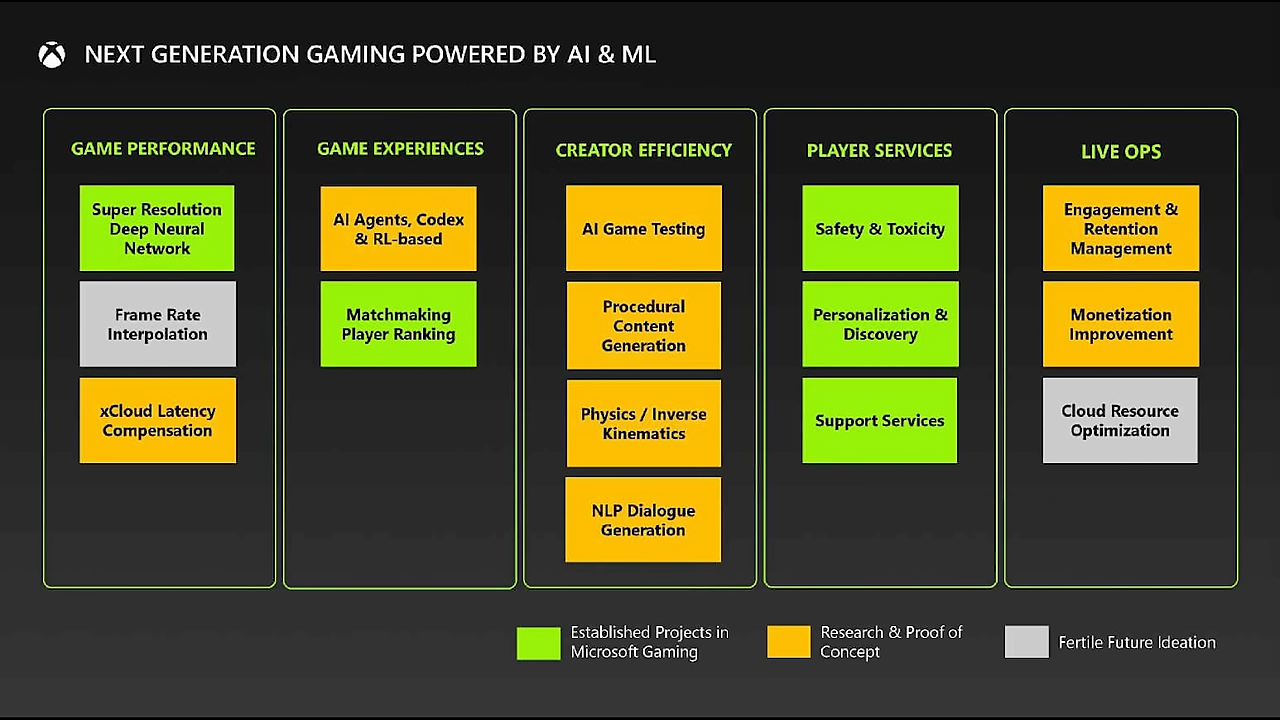 NEXT GENERATION GAMING POWERED BY AI & ML
GAME PERFORMANCE
Super Resolution
Deep Neural
Network
Frame Rate
Interpolation
xCloud Latency
Compensation
GAME EXPERIENCES
AI Agents, Codex
& RL-based
Matchmaking
Player Ranking
CREATOR EFFICIENCY
AI Game Testing
Procedural
Content
Generation
Physics / Inverse
Kinematics
NLP Dialogue
Generation
PLAYER SERVICES
Safety & Toxicity
Personalization &
Discovery
Support Services
LIVE OPS
Engagement &
Retention
Management
Monetization
Improvement
Cloud Resource
Optimization
Established Projects in
Microsoft Gaming
Research & Proof of
Concept
Fertile Future Ideation